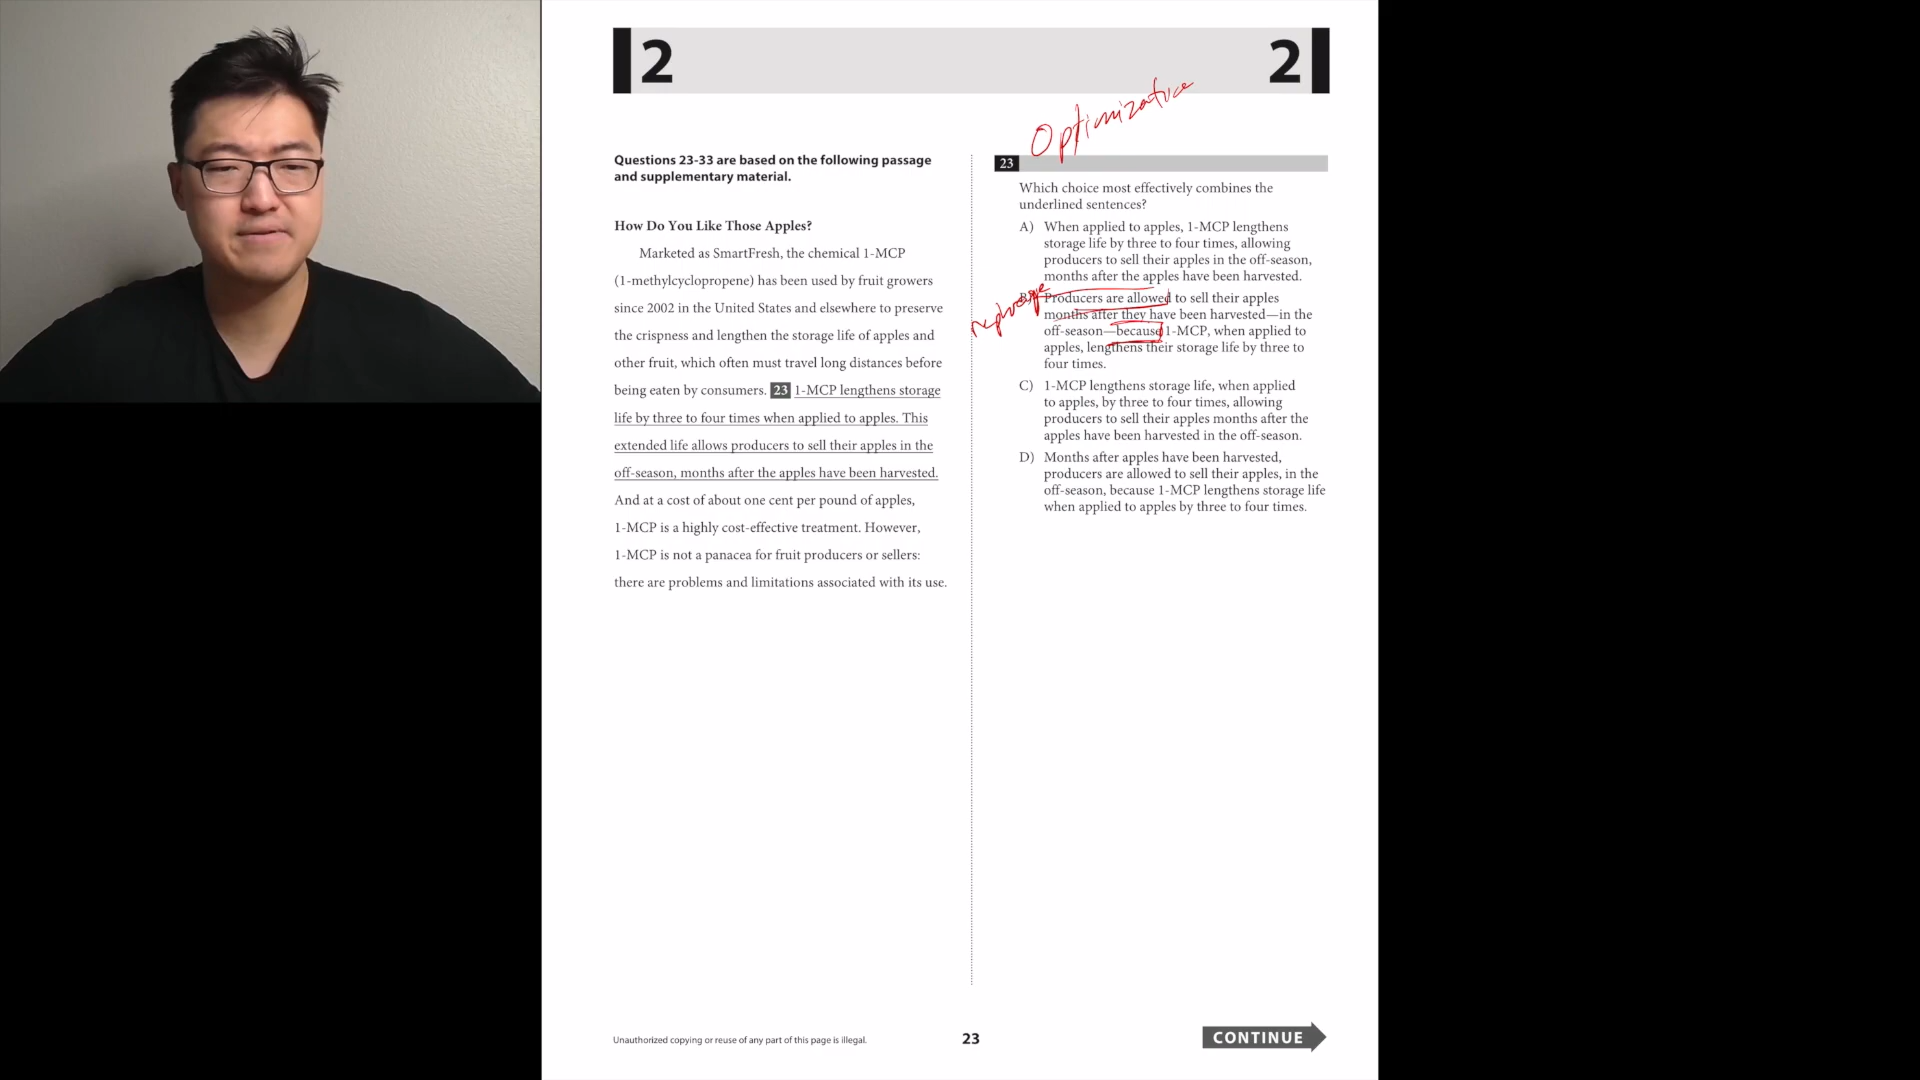 2
2
Optimization
Questions 23-33 are based on the following passage
and supplementary material.
How Do You Like Those Apples?
Marketed as SmartFresh, the chemical 1-MCP
(1-methylcyclopropene) has been used by fruit growers
since 2002 in the United States and elsewhere to preserve
the crispness and lengthen the storage life of apples and
other fruit, which often must travel long distances before
being eaten by consumers. 23 1-MCP lengthens storage
life by three to four times when applied to apples. This
extended life allows producers to sell their apples in the
off-season, months after the apples have been harvested.
And at a cost of about one cent per pound of apples,
1-MCP is a highly cost-effective treatment. However,
1-MCP is not a panacea for fruit producers or sellers:
there are problems and limitations associated with its use.
23
Which choice most effectively combines the
underlined sentences?
A) When applied to apples, 1-MCP lengthens
storage life by three to four times, allowing
producers to sell their apples in the off-season,
months after the apples have been harvested.
B) Producers are allowed to sell their apples
months after they have been harvested—in the
off-season—because 1-MCP, when applied to
apples, lengthens their storage life by three to
four times.
C) 1-MCP lengthens storage life, when applied
to apples, by three to four times, allowing
producers to sell their apples months after the
apples have been harvested in the off-season.
D) Months after apples have been harvested,
producers are allowed to sell their apples, in the
off-season, because 1-MCP lengthens storage life
when applied to apples by three to four times.
Unauthorized copying or reuse of any part of this page is illegal.
23
CONTINUE